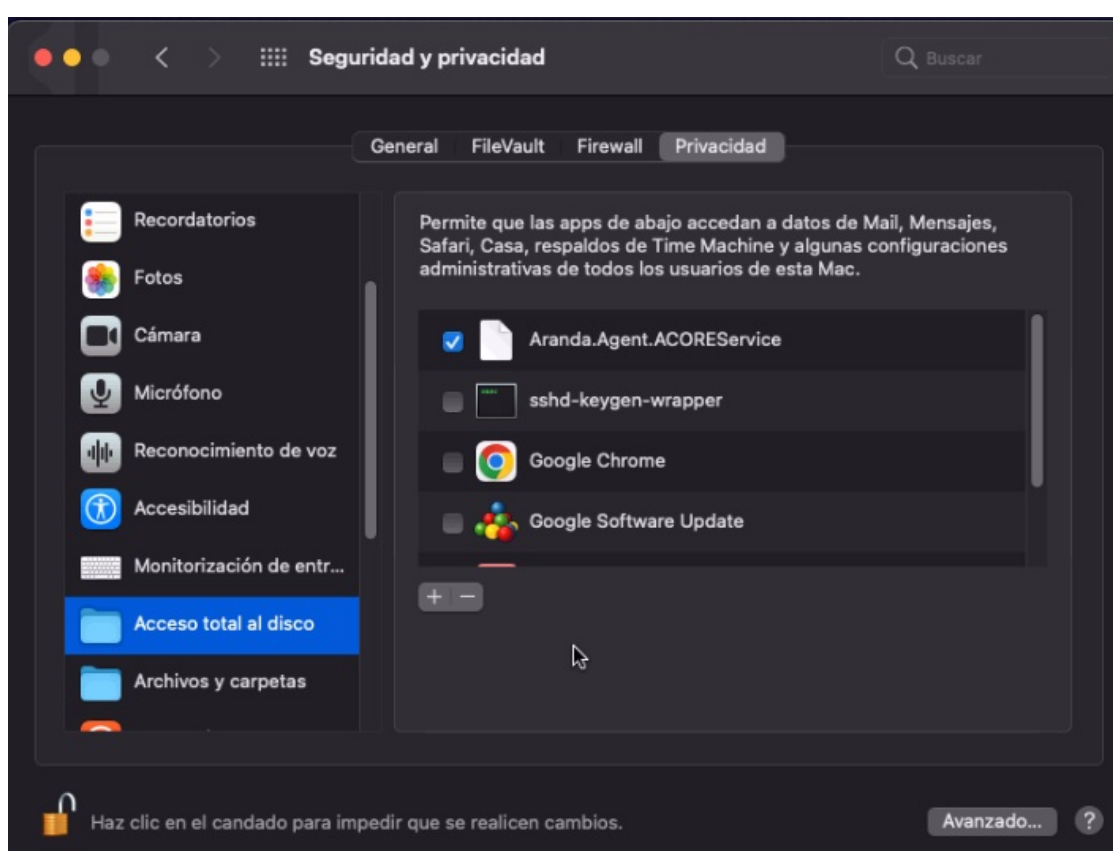 Seguridad y privacidad
Buscar
General FileVault Firewall Privacidad
Recordatorios
Fotos
Cámara
Micrófono
Reconocimiento de voz
Accesibilidad
Monitorización de entr...
Acceso total al disco
Archivos y carpetas
Permite que las apps de abajo accedan a datos de Mail, Mensajes,
Safari, Casa, respaldos de Time Machine y algunas configuraciones
administrativas de todos los usuarios de esta Mac.
Aranda.Agent.ACOREService
sshd-keygen-wrapper
Google Chrome
Google Software Update
+ −
Haz clic en el candado para impedir que se realicen cambios.
Avanzado... ?